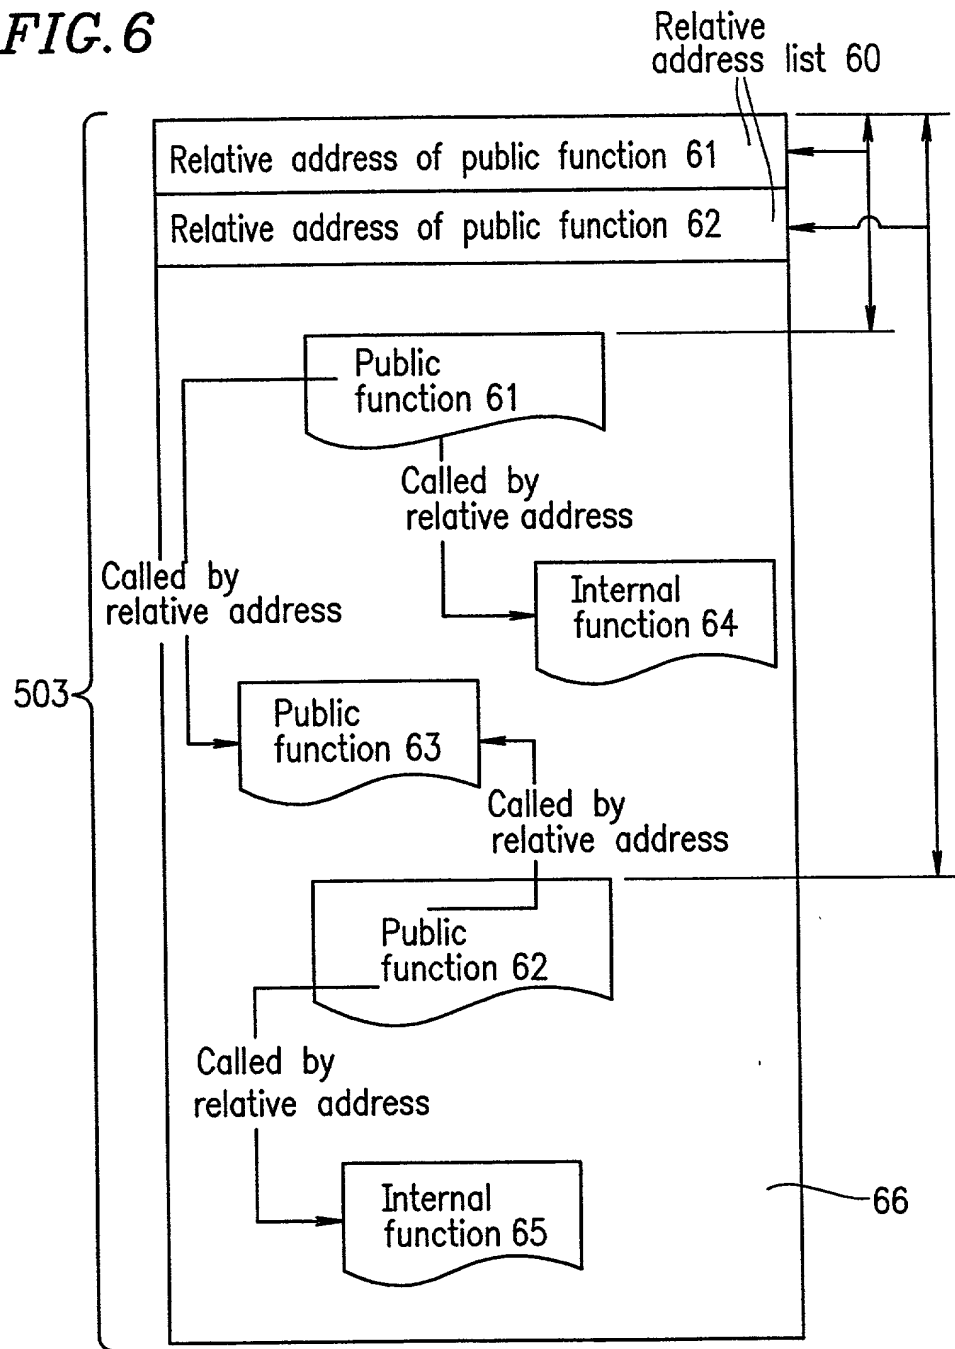 FIG. 6
Relative
address list 60
Relative address of public function 61
Relative address of public function 62
Public
function 61
Called by
relative address
Called by
relative address
Internal
function 64
503
Public
function 63
Called by
relative address
Public
function 62
Called by
relative address
Internal
function 65
66